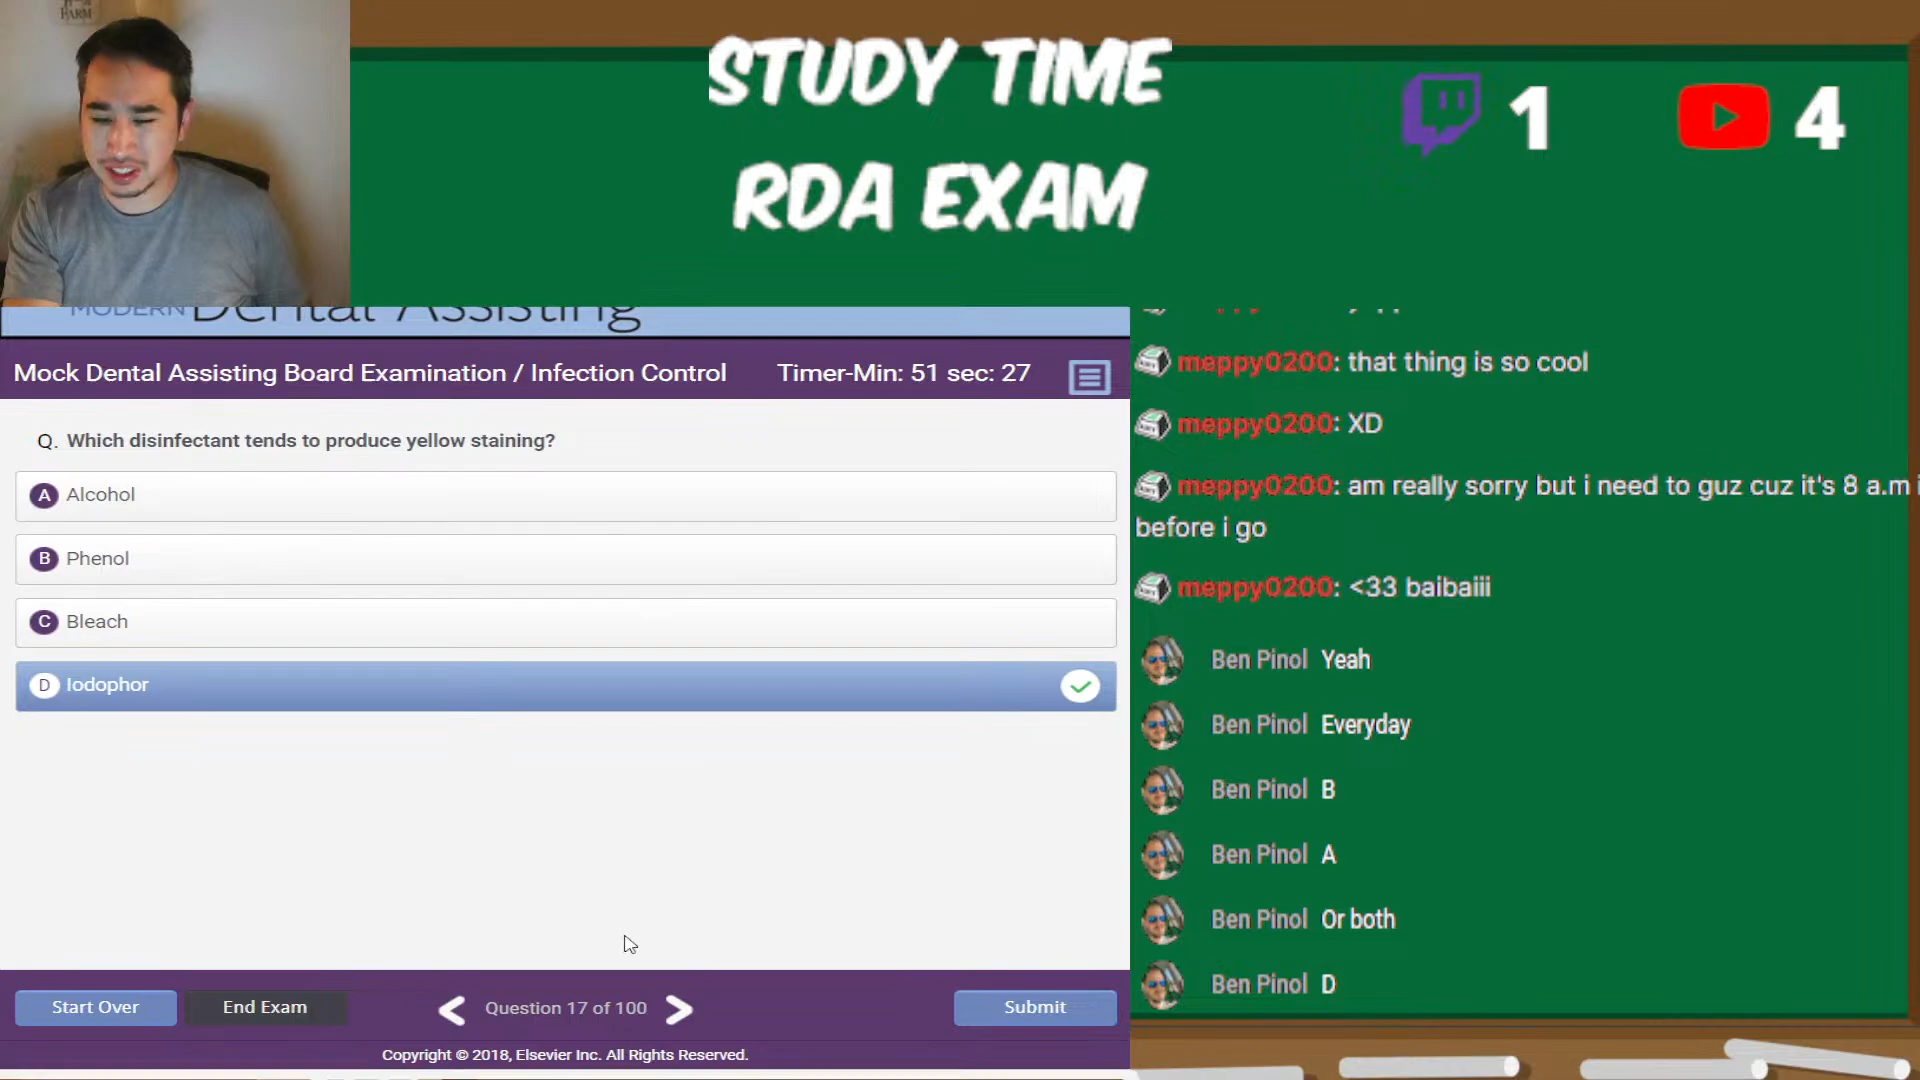 FARM
STUDY TIME
RDA EXAM
1
4
MODERN Dental Assisting
Mock Dental Assisting Board Examination / Infection Control
Timer-Min: 51 sec: 27
Q. Which disinfectant tends to produce yellow staining?
A Alcohol
B Phenol
C Bleach
D Iodophor
Start Over
End Exam
Question 17 of 100
Submit
Copyright © 2018, Elsevier Inc. All Rights Reserved.
meppy0200: that thing is so cool
meppy0200: XD
meppy0200: am really sorry but i need to guz cuz it's 8 a.m i
before i go
meppy0200: <33 baibaiii
Ben Pinol Yeah
Ben Pinol Everyday
Ben Pinol B
Ben Pinol A
Ben Pinol Or both
Ben Pinol D